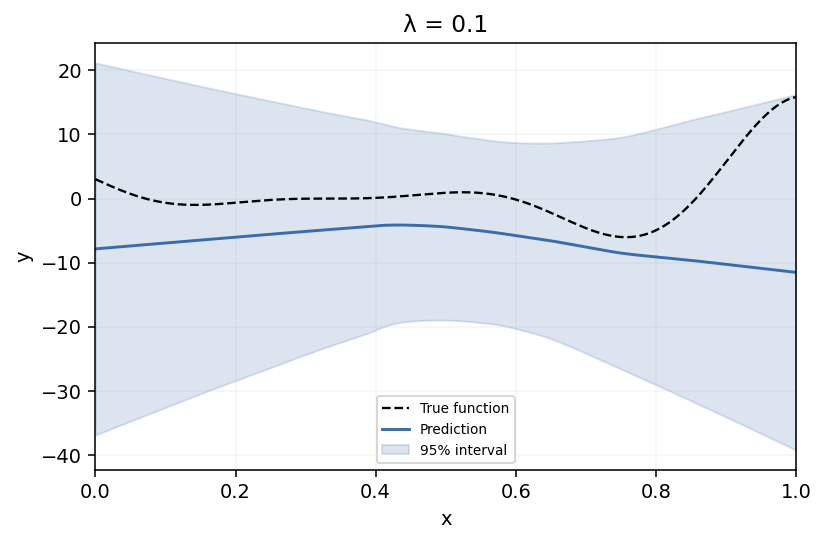 λ = 0.1
20
10
0
−10
−20
−30
−40
y
True function
Prediction
95% interval
0.0 0.2 0.4 0.6 0.8 1.0
x